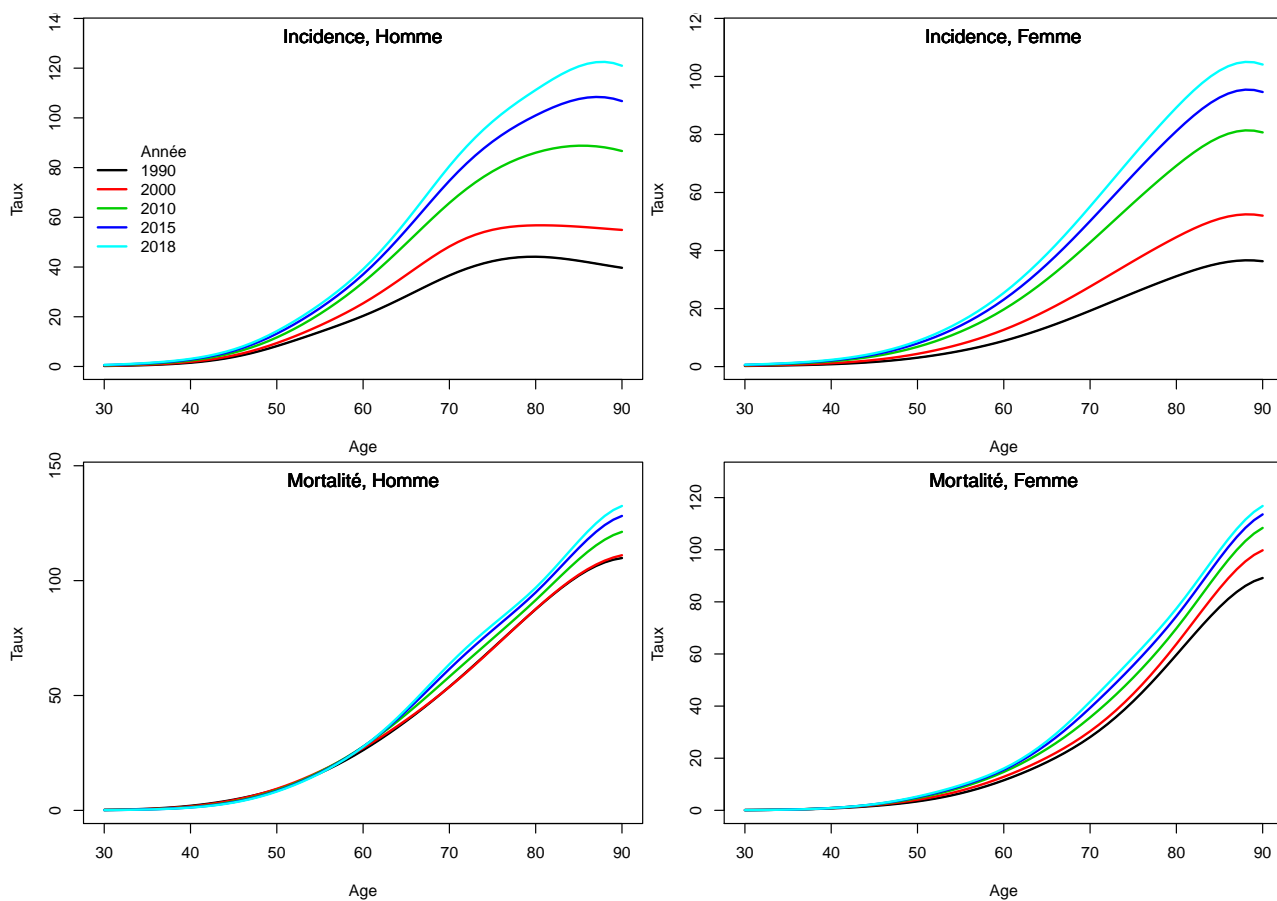 Incidence, Homme
Taux
0 20 40 60 80 100 120 14
Année
1990
2000
2010
2015
2018
30 40 50 60 70 80 90
Age
Incidence, Femme
Taux
0 20 40 60 80 100 12
30 40 50 60 70 80 90
Age
Mortalité, Homme
Taux
0 50 100 150
30 40 50 60 70 80 90
Age
Mortalité, Femme
Taux
0 20 40 60 80 100 120
30 40 50 60 70 80 90
Age